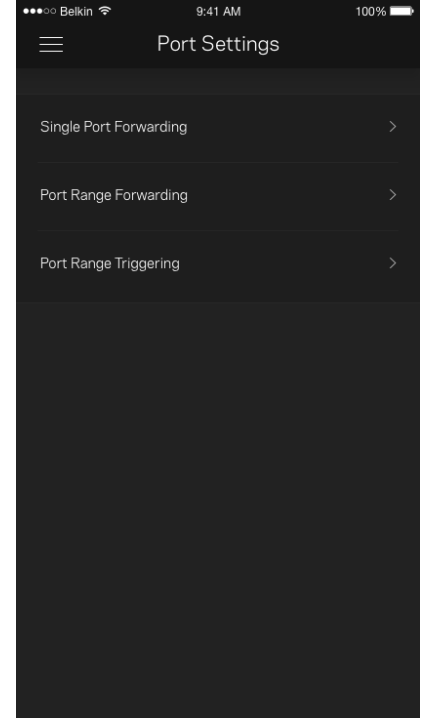 Belkin 9:41 AM 100%
Port Settings
Single Port Forwarding
Port Range Forwarding
Port Range Triggering